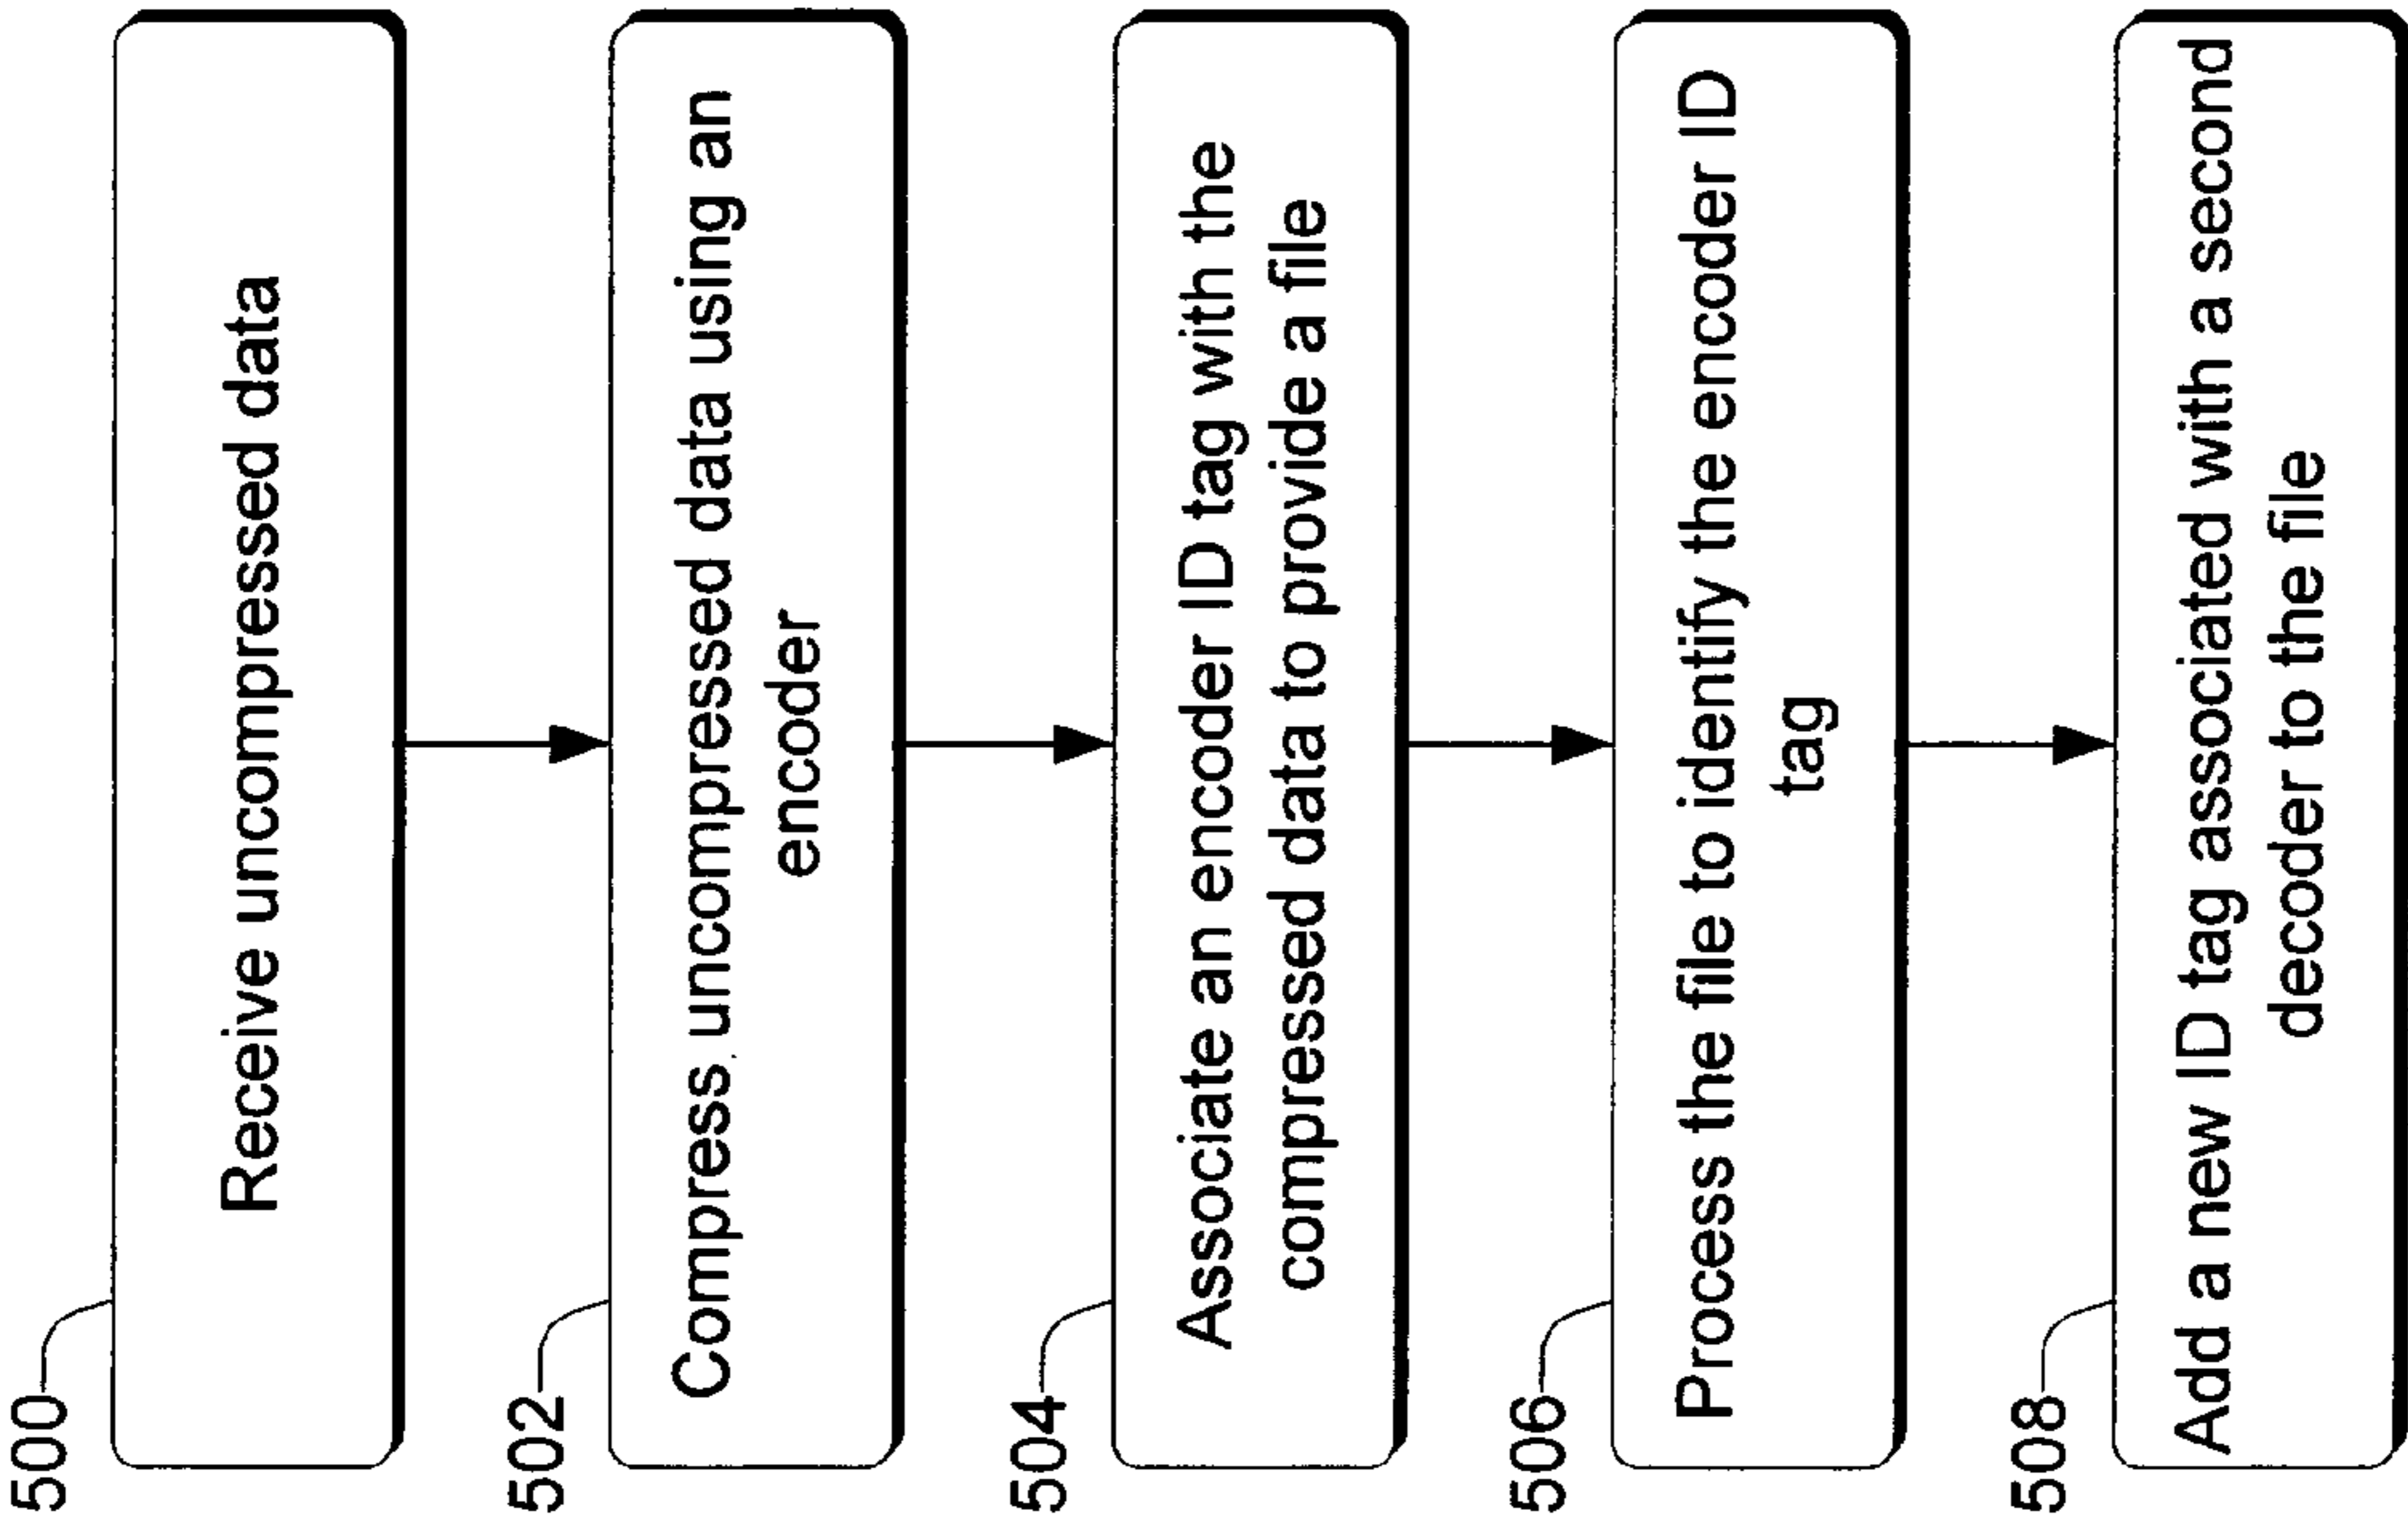 500
Receive uncompressed data
502
Compress uncompressed data using an
encoder
504
Associate an encoder ID tag with the
compressed data to provide a file
506
Process the file to identify the encoder ID
tag
508
Add a new ID tag associated with a second
decoder to the file